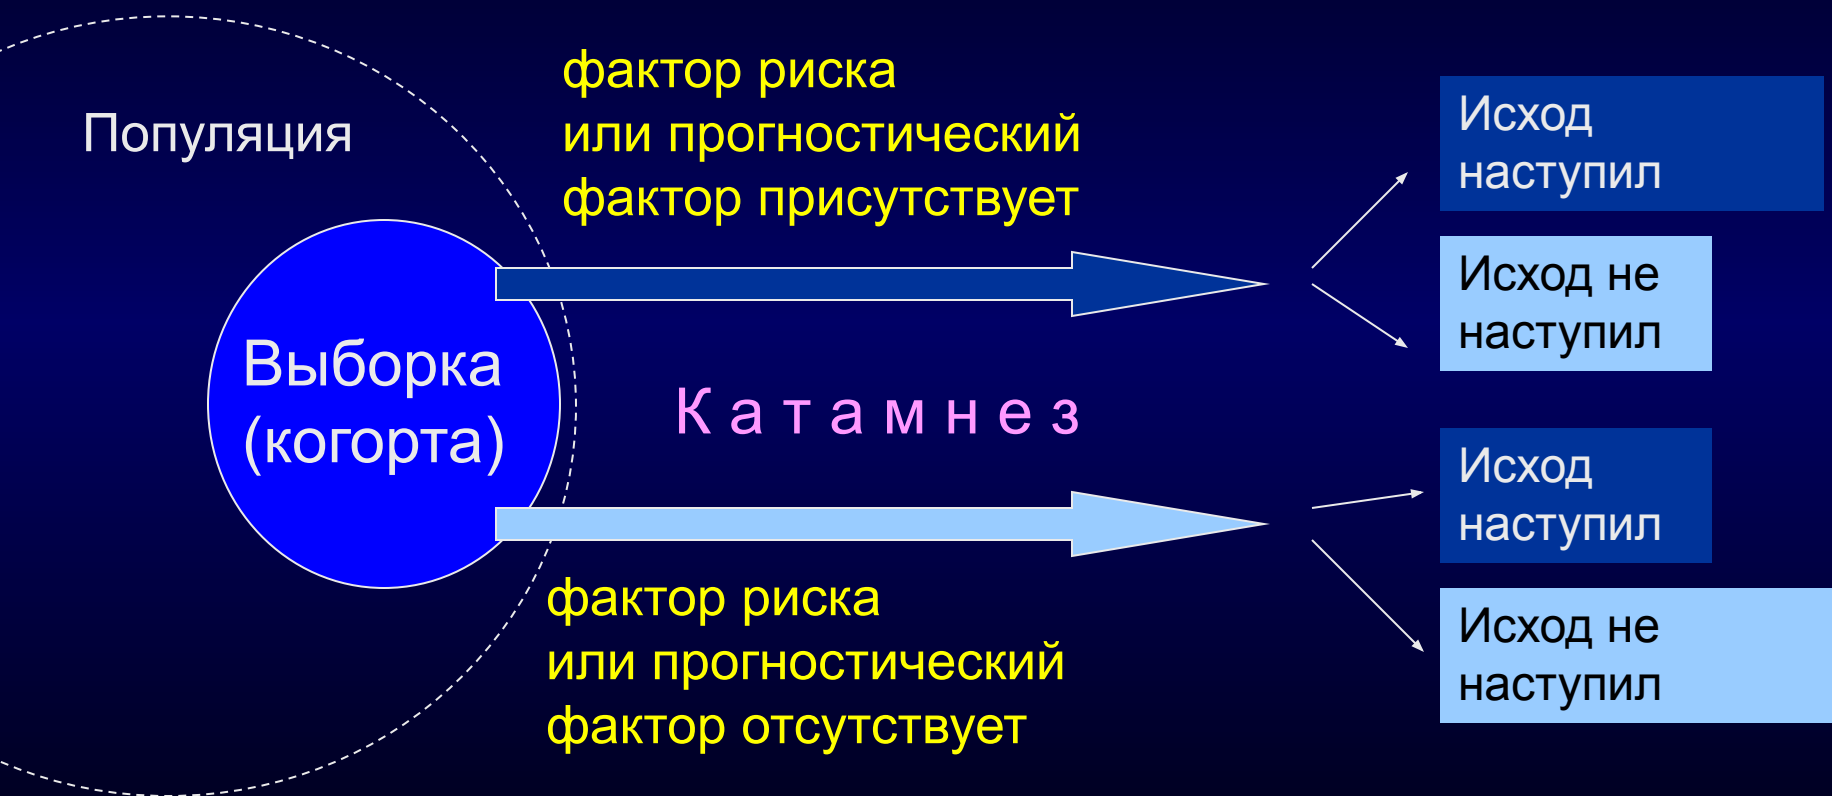 Популяция
фактор риска
или прогностический
фактор присутствует
Исход
наступил
Исход не
наступил
Выборка
(когорта)
К а т а м н е з
Исход
наступил
Исход не
наступил
фактор риска
или прогностический
фактор отсутствует